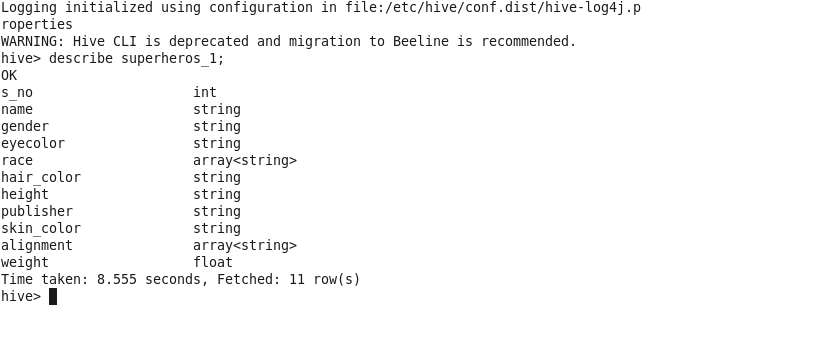 Logging initialized using configuration in file:/etc/hive/conf.dist/hive-log4j.p
roperties
WARNING: Hive CLI is deprecated and migration to Beeline is recommended.
hive> describe superheros_1;
OK
s_no                    int
name                    string
gender                  string
eyecolor                string
race                    array<string>
hair_color              string
height                  string
publisher               string
skin_color              string
alignment               array<string>
weight                  float
Time taken: 8.555 seconds, Fetched: 11 row(s)
hive>